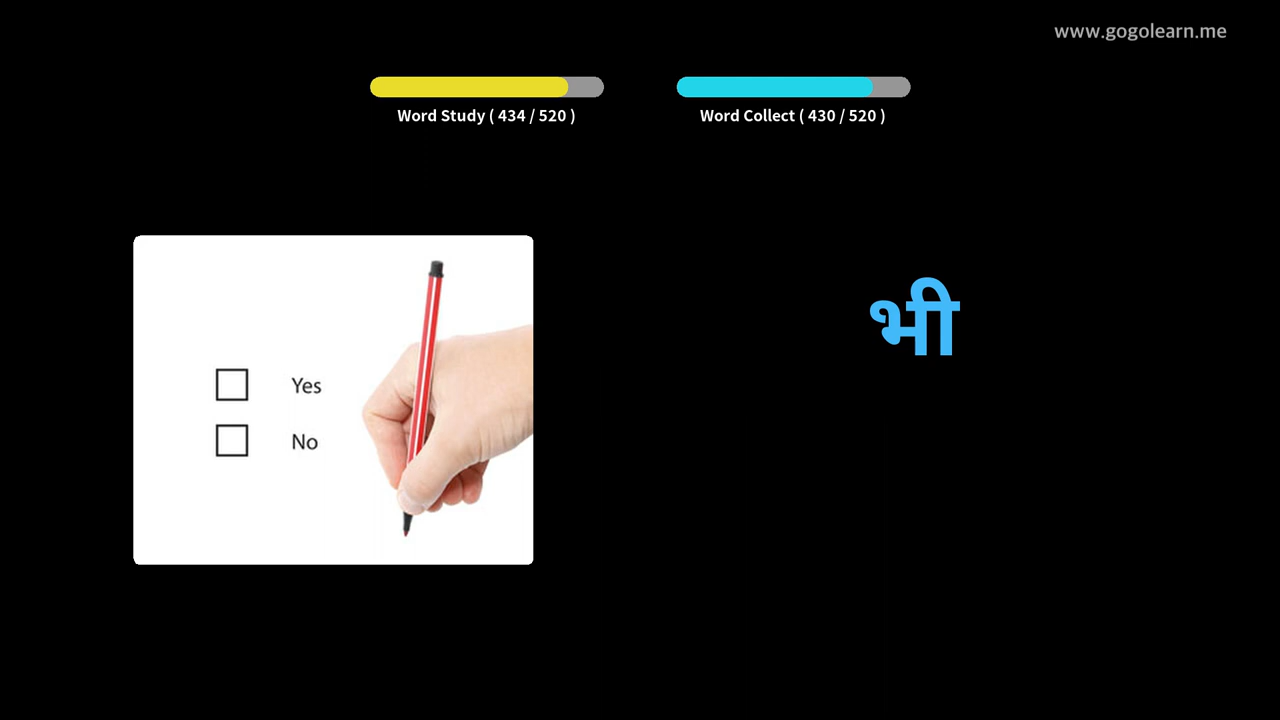 www.gogolearn.me
Word Study ( 434 / 520 )
Word Collect ( 430 / 520 )
भी
Yes
No